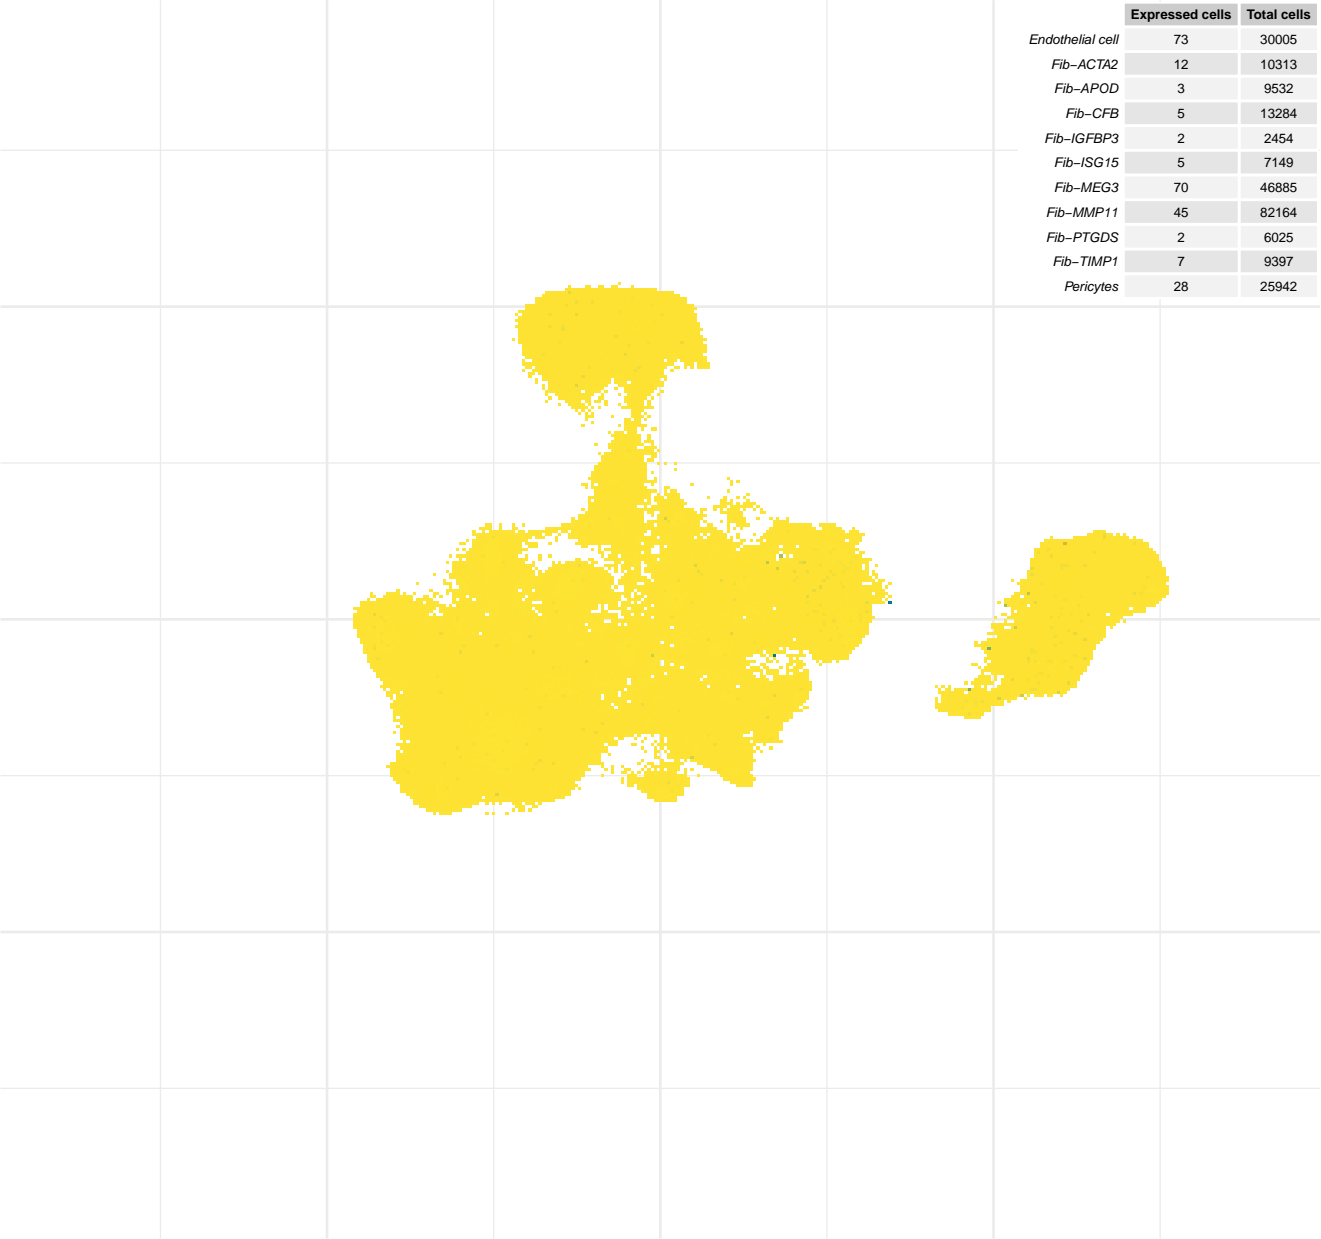 Expressed cells Total cells
Endothelial cell 73 30005
Fib−ACTA2 12 10313
Fib−APOD 3 9532
Fib−CFB 5 13284
Fib−IGFBP3 2 2454
Fib−ISG15 5 7149
Fib−MEG3 70 46885
Fib−MMP11 45 82164
Fib−PTGDS 2 6025
Fib−TIMP1 7 9397
Pericytes 28 25942